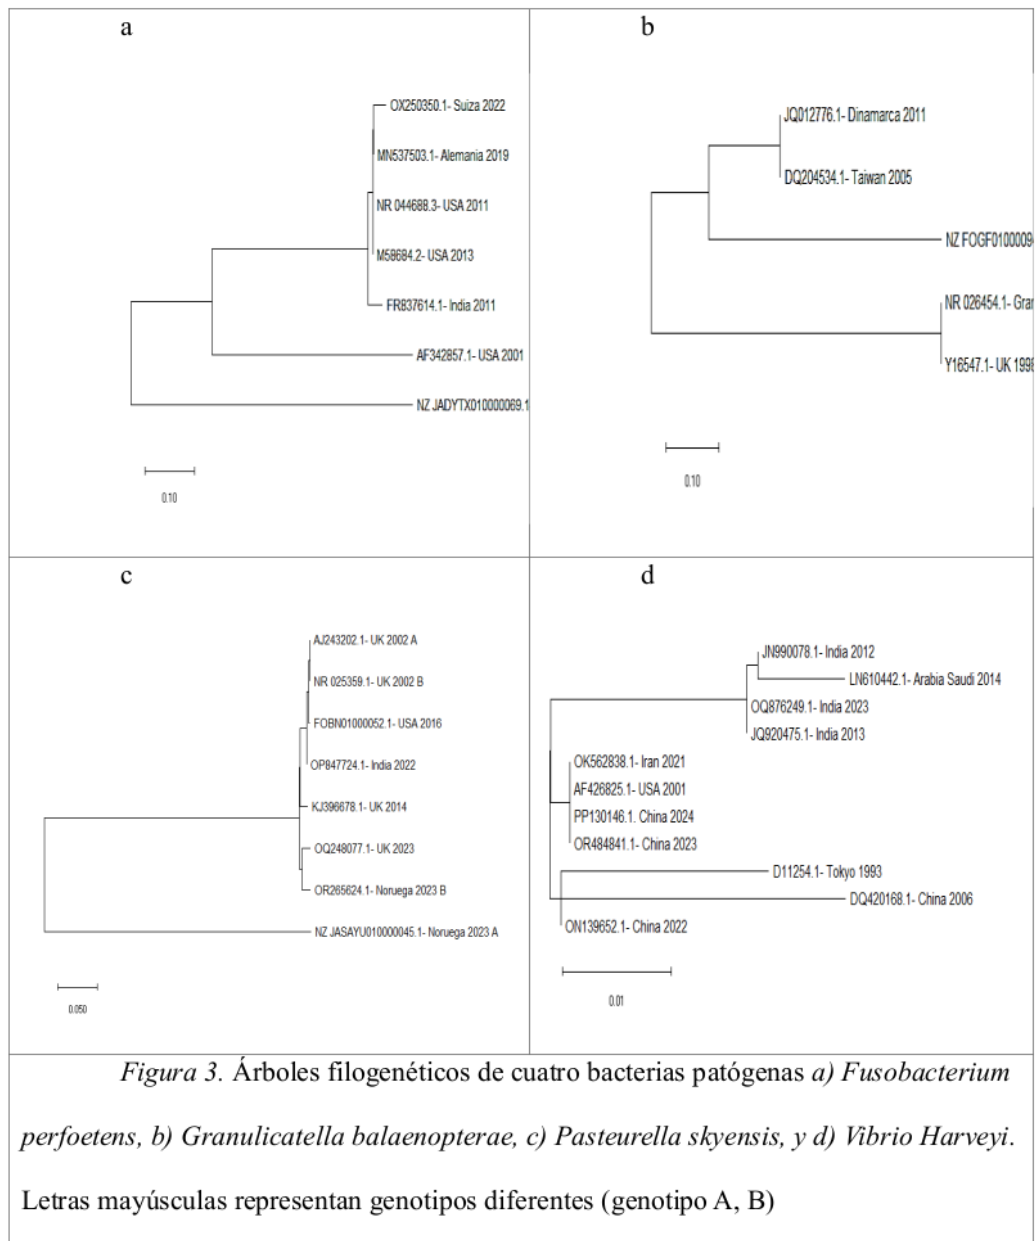 a
OX250350.1- Suiza 2022
MN537503.1- Alemania 2019
NR 044688.3- USA 2011
M58684.2- USA 2013
FR837614.1- India 2011
AF342857.1- USA 2001
NZ JADYTX010000069.1
0.10
b
JQ012776.1- Dinamarca 2011
DQ204534.1- Taiwan 2005
NZ FOGF0100009
NR 026454.1- Gran
Y16547.1- UK 1998
0.10
c
AJ243202.1- UK 2002 A
NR 025359.1- UK 2002 B
FOBN01000052.1- USA 2016
OP847724.1- India 2022
KJ396678.1- UK 2014
OQ248077.1- UK 2023
OR265624.1- Noruega 2023 B
NZ JASAYU010000045.1- Noruega 2023 A
0.050
d
JN990078.1- India 2012
LN610442.1- Arabia Saudi 2014
OQ876249.1- India 2023
JQ920475.1- India 2013
OK562838.1- Iran 2021
AF426825.1- USA 2001
PP130146.1. China 2024
OR484841.1- China 2023
D11254.1- Tokyo 1993
DQ420168.1- China 2006
ON139652.1- China 2022
0.01
Figura 3. Árboles filogenéticos de cuatro bacterias patógenas a) Fusobacterium
perfoetens, b) Granulicatella balaenopterae, c) Pasteurella skyensis, y d) Vibrio Harveyi.
Letras mayúsculas representan genotipos diferentes (genotipo A, B)